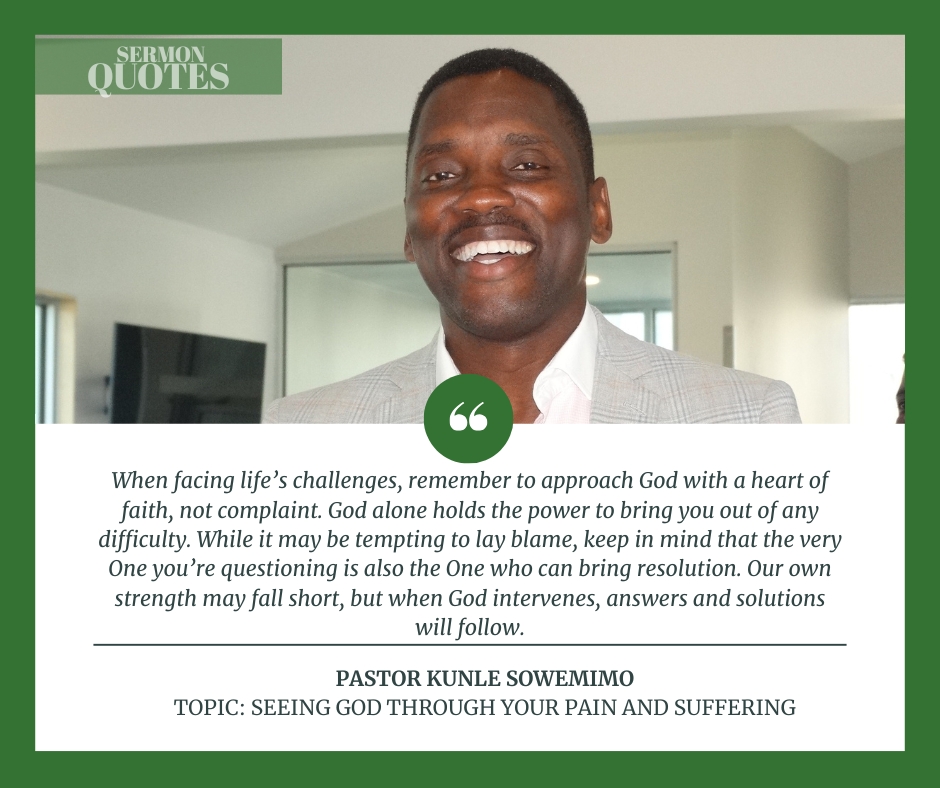 SERMON
QUOTES
“
When facing life’s challenges, remember to approach God with a heart of
faith, not complaint. God alone holds the power to bring you out of any
difficulty. While it may be tempting to lay blame, keep in mind that the very
One you’re questioning is also the One who can bring resolution. Our own
strength may fall short, but when God intervenes, answers and solutions
will follow.
PASTOR KUNLE SOWEMIMO
TOPIC: SEEING GOD THROUGH YOUR PAIN AND SUFFERING